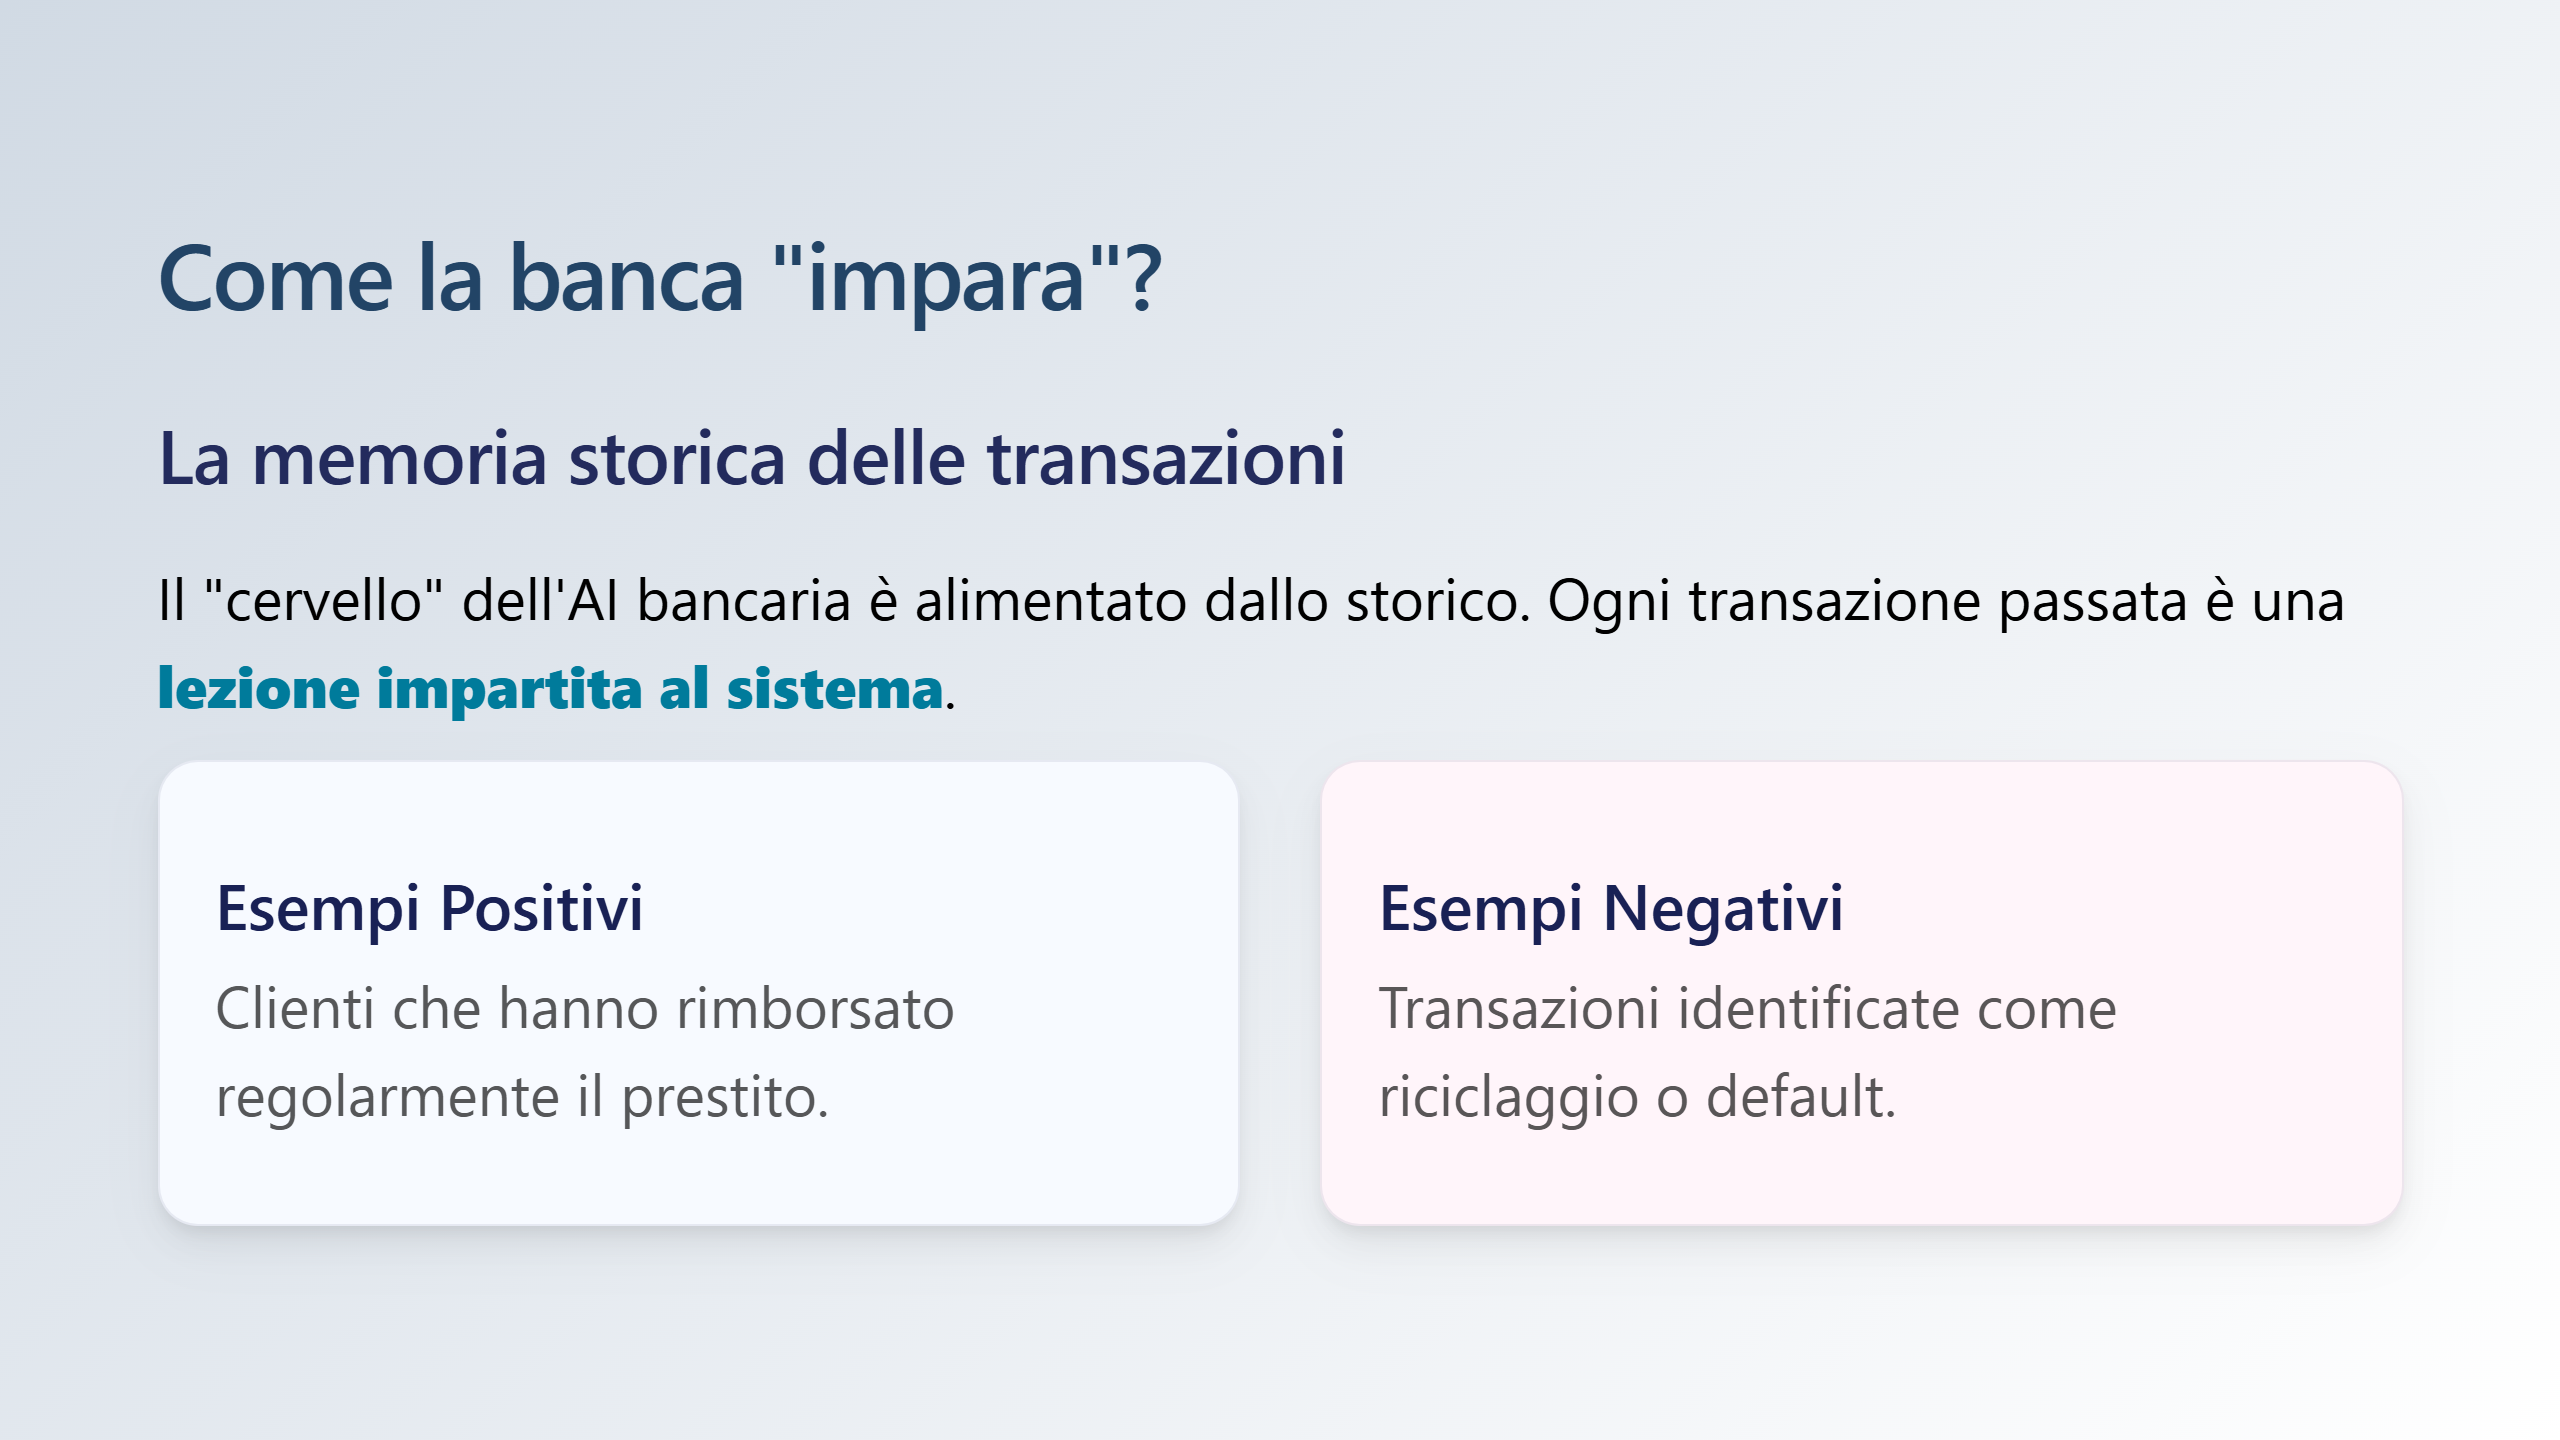 Come la banca "impara"?
La memoria storica delle transazioni
Il "cervello" dell'AI bancaria è alimentato dallo storico. Ogni transazione passata è una
lezione impartita al sistema.
Esempi Positivi
Clienti che hanno rimborsato
regolarmente il prestito.
Esempi Negativi
Transazioni identificate come
riciclaggio o default.